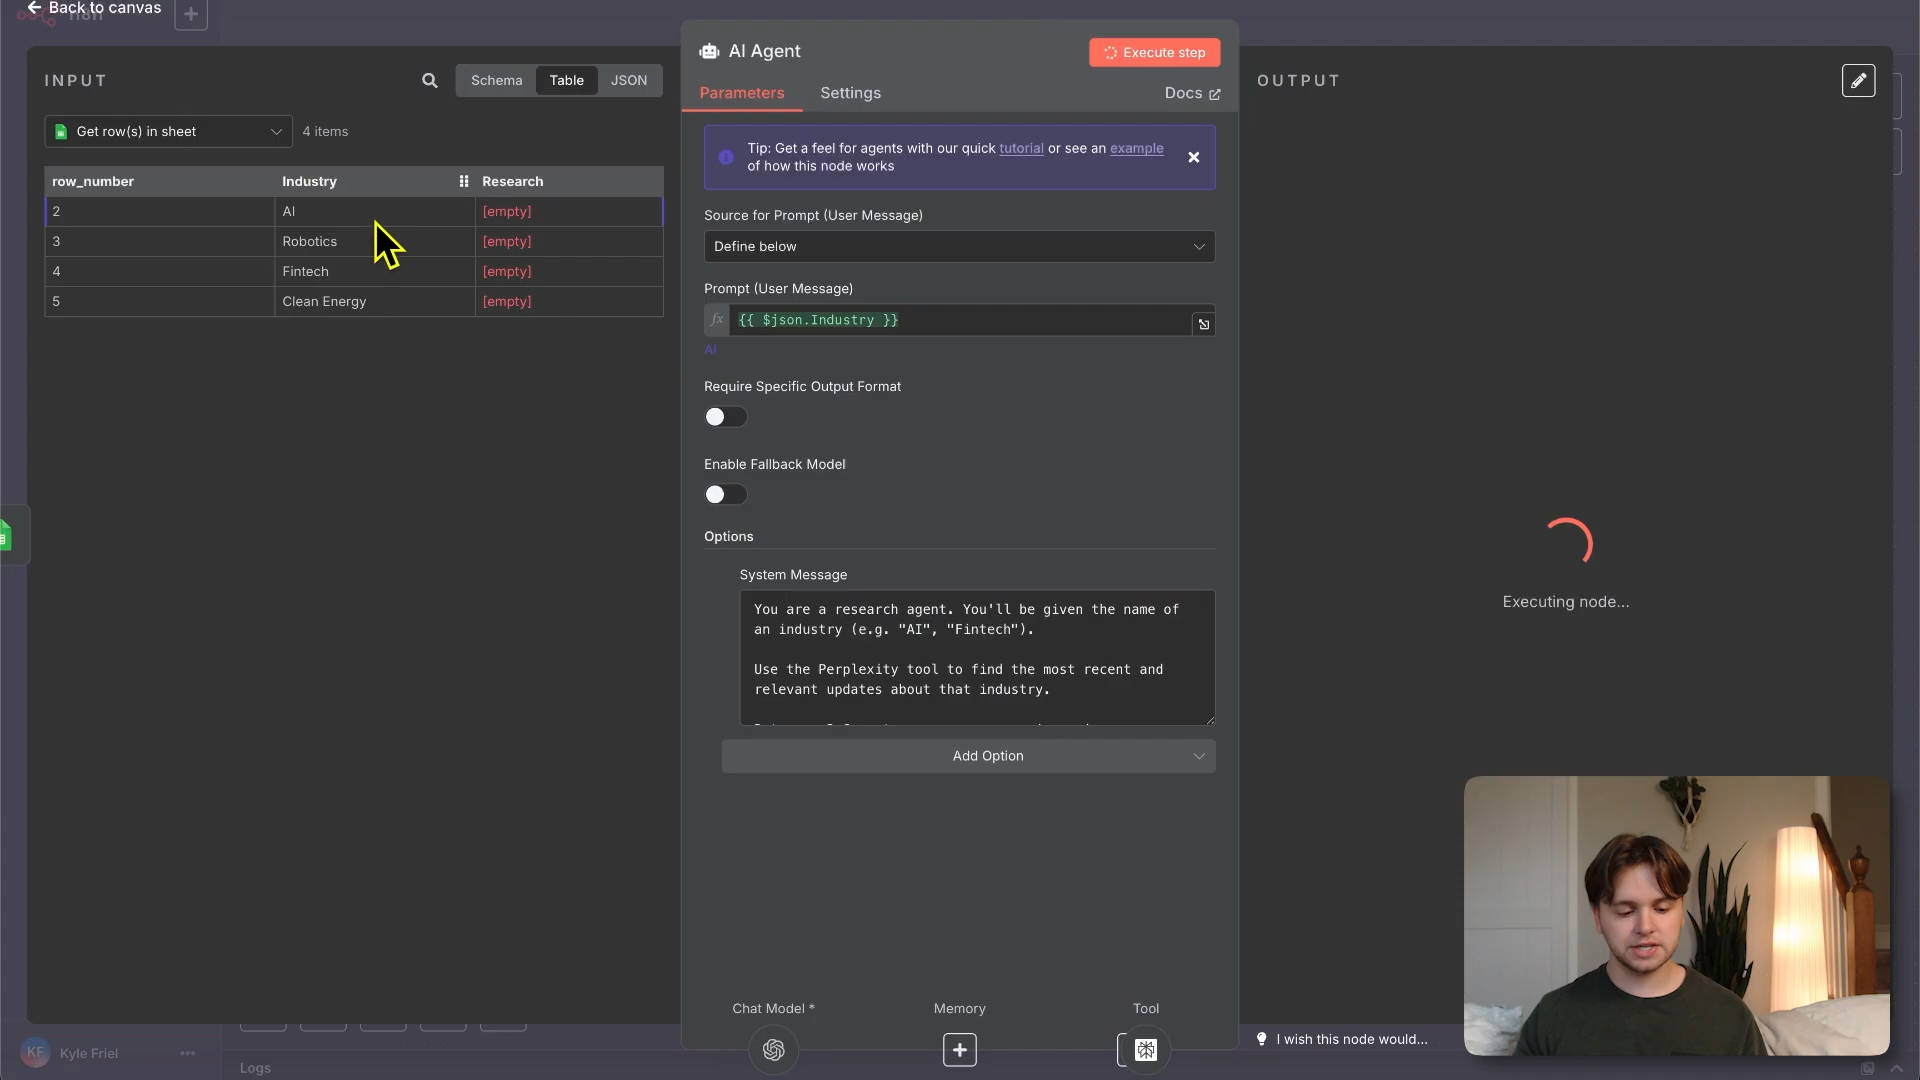 Back to canvas
n8n
INPUT
Schema
Table
JSON
Get row(s) in sheet
4 items
row_number
Industry
Research
2
AI
[empty]
3
Robotics
[empty]
4
Fintech
[empty]
5
Clean Energy
[empty]
AI Agent
Execute step
Parameters
Settings
Docs
Tip: Get a feel for agents with our quick tutorial or see an example
of how this node works
Source for Prompt (User Message)
Define below
Prompt (User Message)
fx
{{ $json.Industry }}
AI
Require Specific Output Format
Enable Fallback Model
Options
System Message
You are a research agent. You'll be given the name of
an industry (e.g. "AI", "Fintech").
Use the Perplexity tool to find the most recent and
relevant updates about that industry.
Add Option
Chat Model *
Memory
Tool
OUTPUT
Executing node...
I wish this node would...
KF
Kyle Friel
Logs